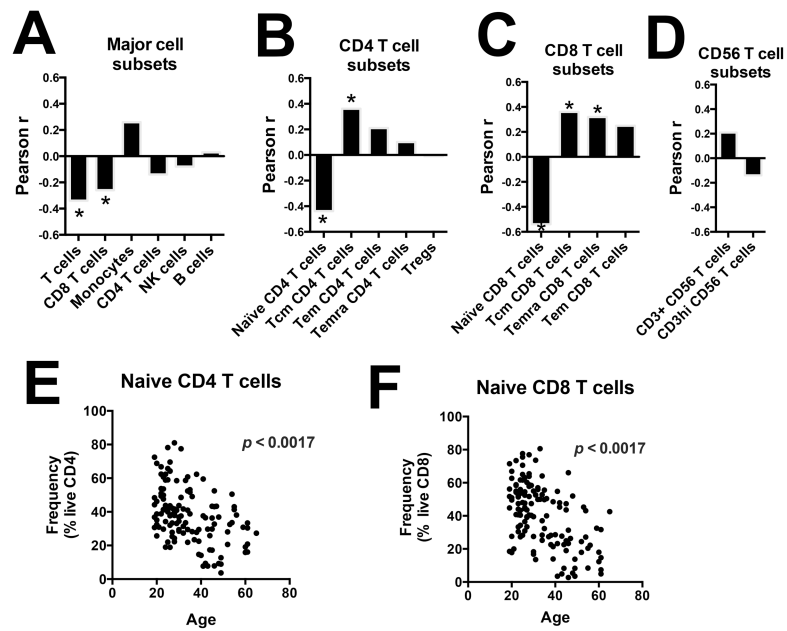 A
Major cell
subsets
Pearson r
0.6
0.4
0.2
0.0
-0.2
-0.4
-0.6
*
*
T cells
CD8 T cells
Monocytes
CD4 T cells
NK cells
B cells
B
CD4 T cell
subsets
Pearson r
0.6
0.4
0.2
0.0
-0.2
-0.4
-0.6
*
*
Naïve CD4 T cells
Tcm CD4 T cells
Tem CD4 T cells
Temra CD4 T cells
Tregs
C
CD8 T cell
subsets
Pearson r
0.6
0.4
0.2
0.0
-0.2
-0.4
-0.6
*
*
*
Naïve CD8 T cells
Tcm CD8 T cells
Temra CD8 T cells
Tem CD8 T cells
D
CD56 T cell
subsets
Pearson r
0.6
0.4
0.2
0.0
-0.2
-0.4
-0.6
CD3+ CD56 T cells
CD3hi CD56 T cells
E
Naive CD4 T cells
Frequency
(% live CD4)
100
80
60
40
20
0
p < 0.0017
0 20 40 60 80
Age
F
Naive CD8 T cells
Frequency
(% live CD8)
100
80
60
40
20
0
p < 0.0017
0 20 40 60 80
Age